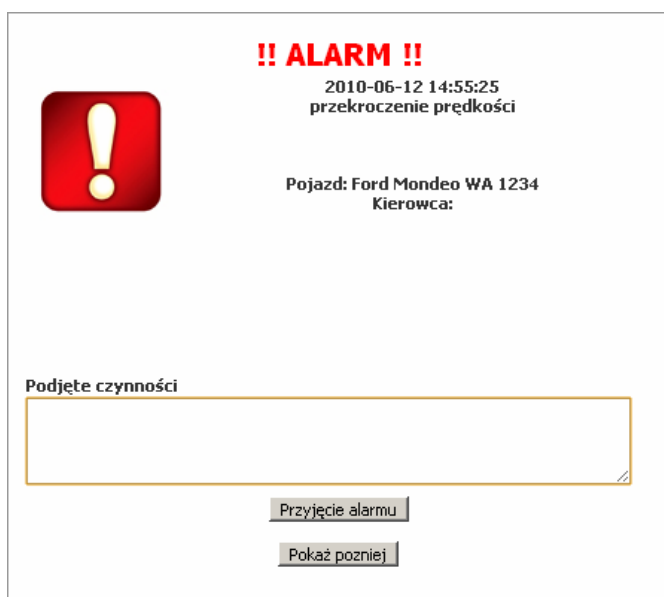 !! ALARM !!
2010-06-12 14:55:25
przekroczenie prędkości
Pojazd: Ford Mondeo WA 1234
Kierowca:
Podjęte czynności
Przyjęcie alarmu
Pokaż pozniej